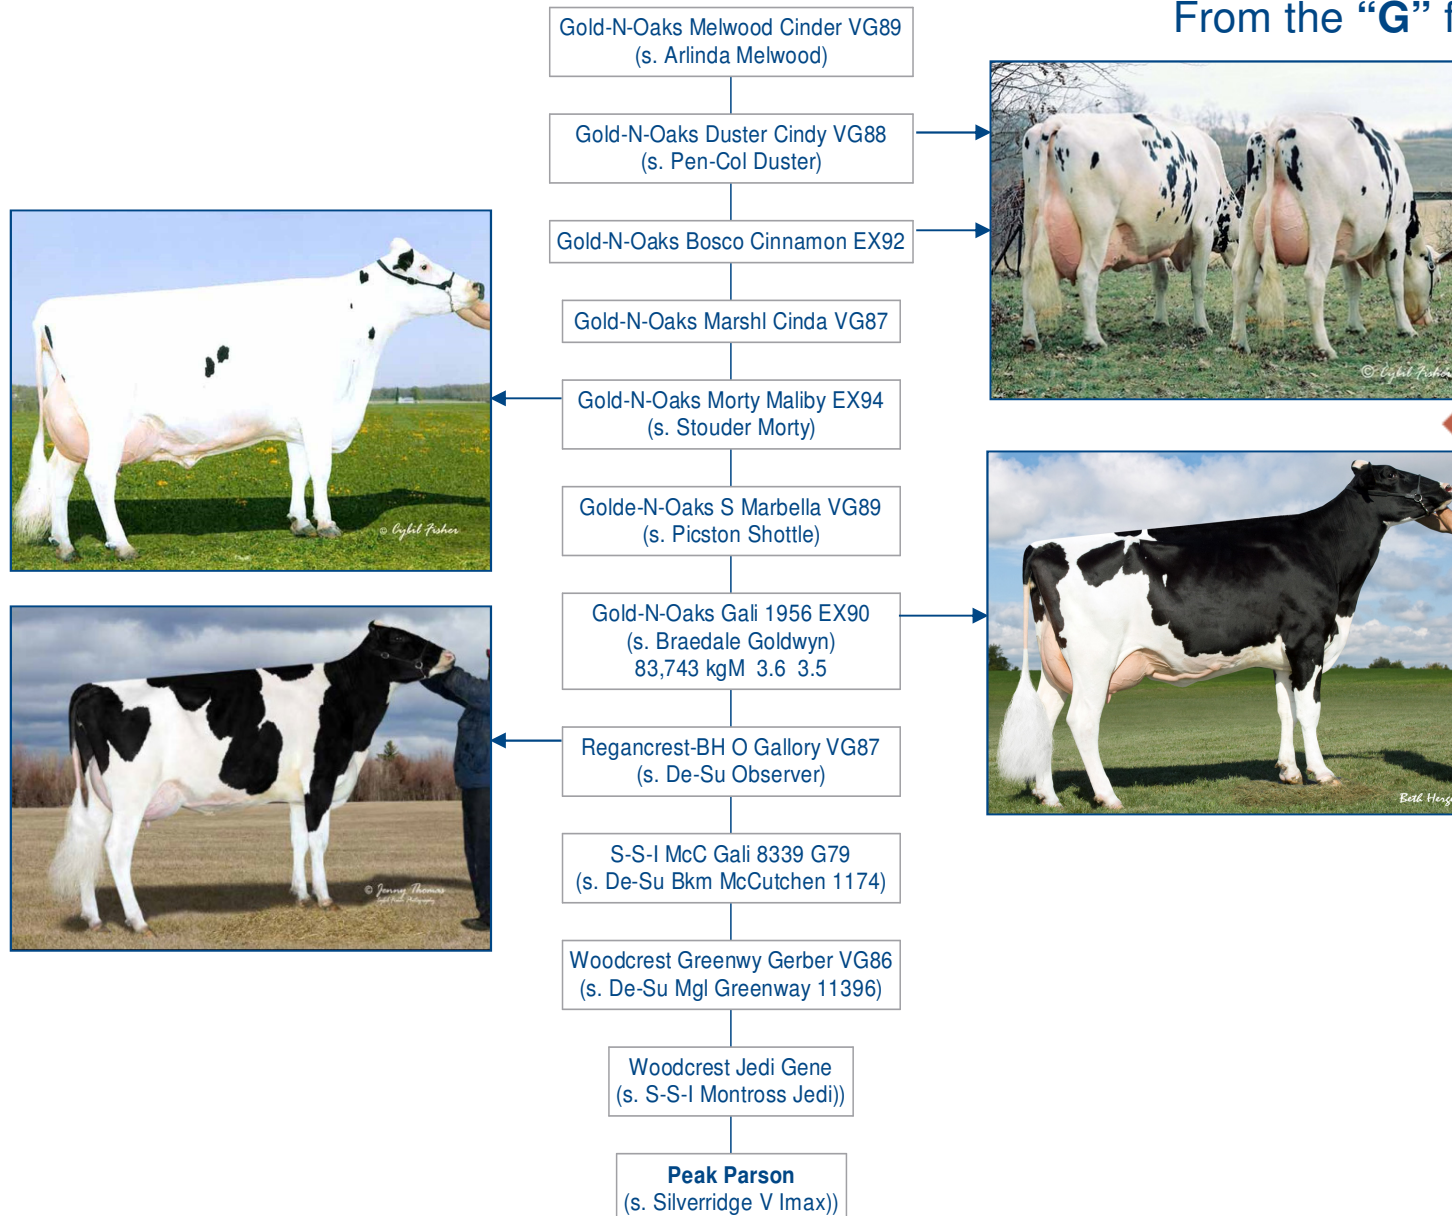 From the “G” f
Gold-N-Oaks Melwood Cinder VG89
(s. Arlinda Melwood)
Gold-N-Oaks Duster Cindy VG88
(s. Pen-Col Duster)
Gold-N-Oaks Bosco Cinnamon EX92
Gold-N-Oaks Marshl Cinda VG87
Gold-N-Oaks Morty Maliby EX94
(s. Stouder Morty)
Golde-N-Oaks S Marbella VG89
(s. Picston Shottle)
Gold-N-Oaks Gali 1956 EX90
(s. Braedale Goldwyn)
83,743 kgM 3.6 3.5
Regancrest-BH O Gallory VG87
(s. De-Su Observer)
S-S-I McC Gali 8339 G79
(s. De-Su Bkm McCutchen 1174)
Woodcrest Greenwy Gerber VG86
(s. De-Su Mgl Greenway 11396)
Woodcrest Jedi Gene
(s. S-S-I Montross Jedi))
Peak Parson
(s. Silverridge V Imax))
© Cybil Fisher
© Cybil Fisher
© Jenny Thomas
Cybil Fisher Photography
Beth Herge